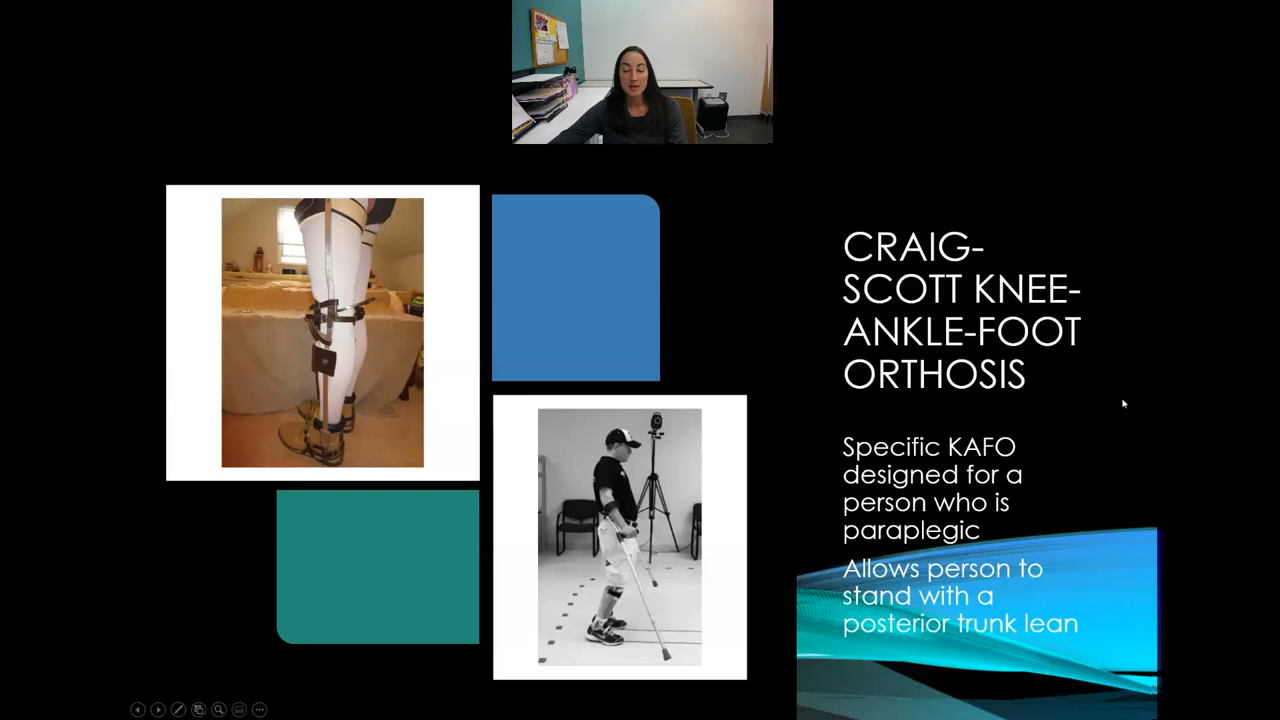 CRAIG-
SCOTT KNEE-
ANKLE-FOOT
ORTHOSIS
Specific KAFO
designed for a
person who is
paraplegic
Allows person to
stand with a
posterior trunk lean